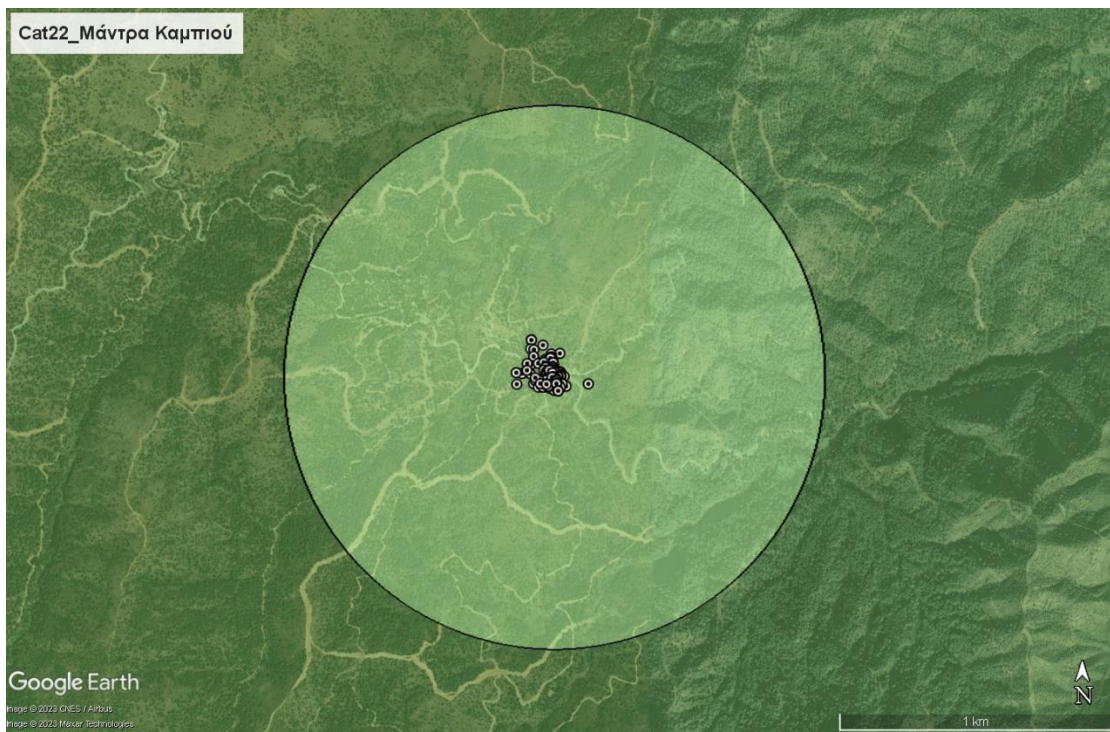 Cat22_Μάντρα Καμπιού
Google Earth
Image © 2023 CNES / Airbus
Image © 2023 Maxar Technologies
N
1 km